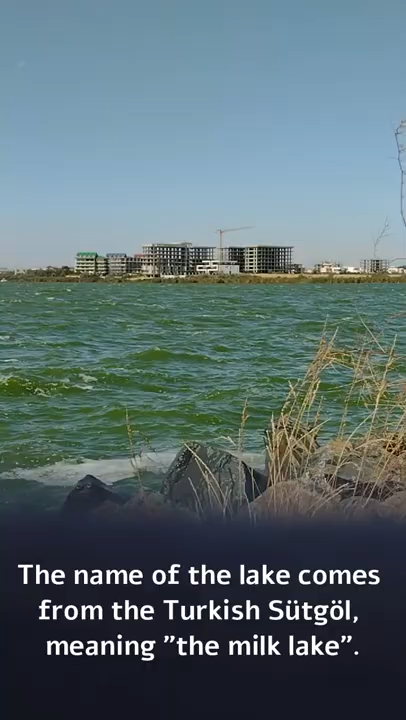 The name of the lake comes
from the Turkish Sütgöl,
meaning ”the milk lake”.